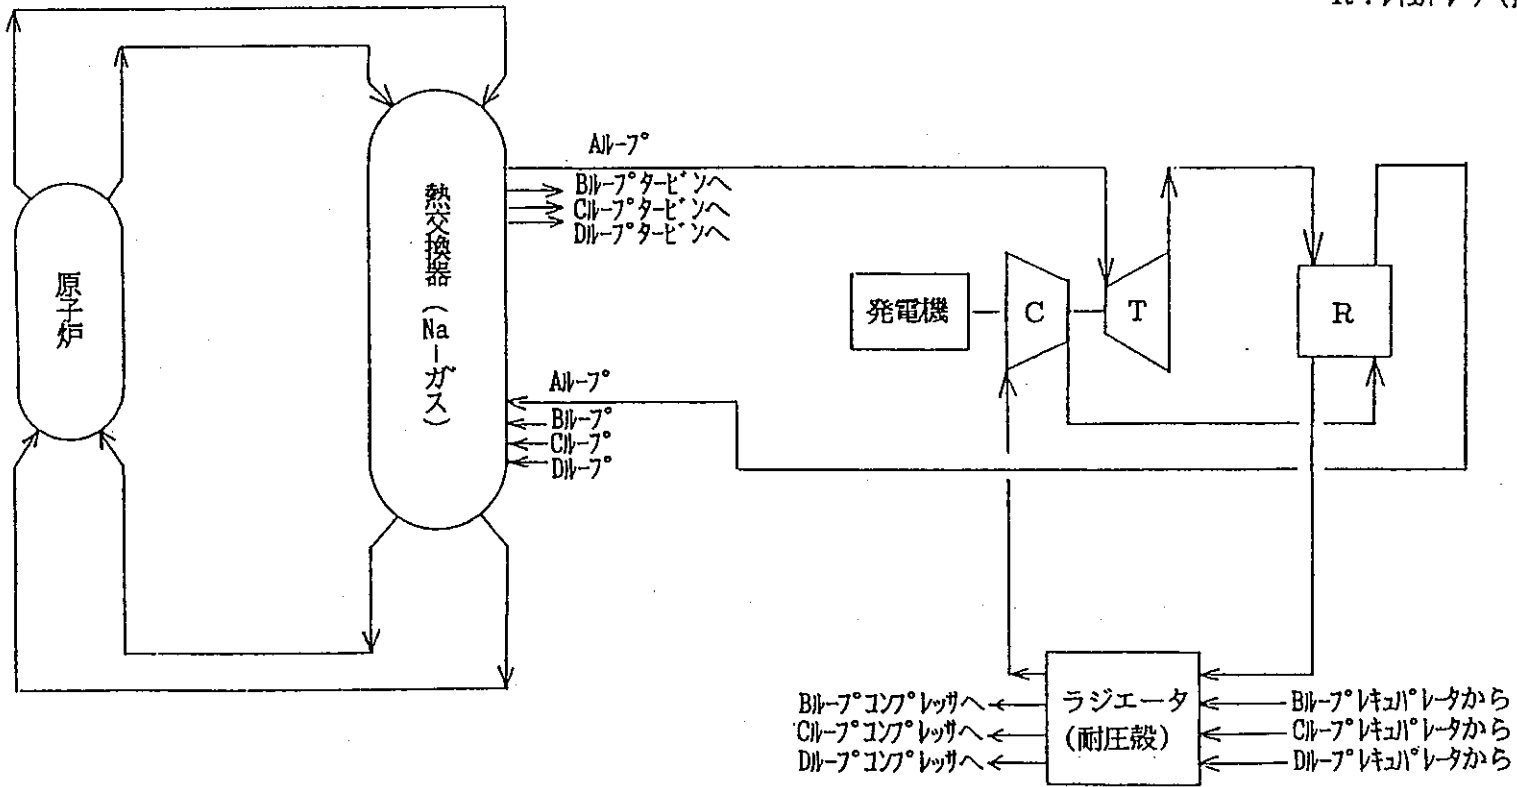 R：レキュパレータ
Aループ
Bループタービンへ
Cループタービンへ
Dループタービンへ
熱交換器（Na－ガス）
原子炉
発電機
C
T
R
Aループ
Bループ
Cループ
Dループ
ラジエータ
（耐圧殻）
Bループコンプレッサへ
Cループコンプレッサへ
Dループコンプレッサへ
Bループレキュパレータから
Cループレキュパレータから
Dループレキュパレータから